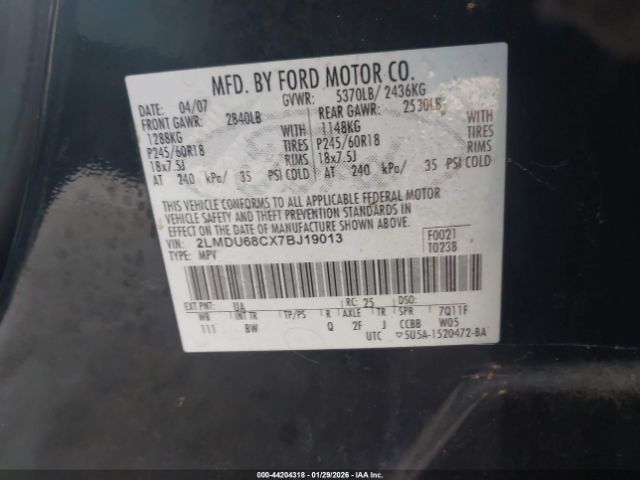 MFD. BY FORD MOTOR CO.
DATE: 04/07 GVWR: 5370LB/ 2436KG
FRONT GAWR: 2840LB REAR GAWR: 2530LB
1288KG WITH 1148KG WITH
P245/60R18 TIRES P245/60R18 TIRES
18x7.5J RIMS 18x7.5J RIMS
AT 240 kPa/ 35 PSI COLD AT 240 kPa/ 35 PSI COLD
THIS VEHICLE CONFORMS TO ALL APPLICABLE FEDERAL MOTOR
VEHICLE SAFETY AND THEFT PREVENTION STANDARDS IN
EFFECT ON THE DATE OF MANUFACTURE SHOWN ABOVE.
VIN: 2LMDU68CX7BJ19013 F0021
TYPE: MPV T0238
EXT PNT: UA RC: 25 DSO:
WB INT TR TP/PS R AXLE TR SPR 7Q11F
111 BW Q 2F J CCBB W05
UTC ▽5U5A-1520472-BA
000-44204318 | 01/29/2026 - IAAI.COM